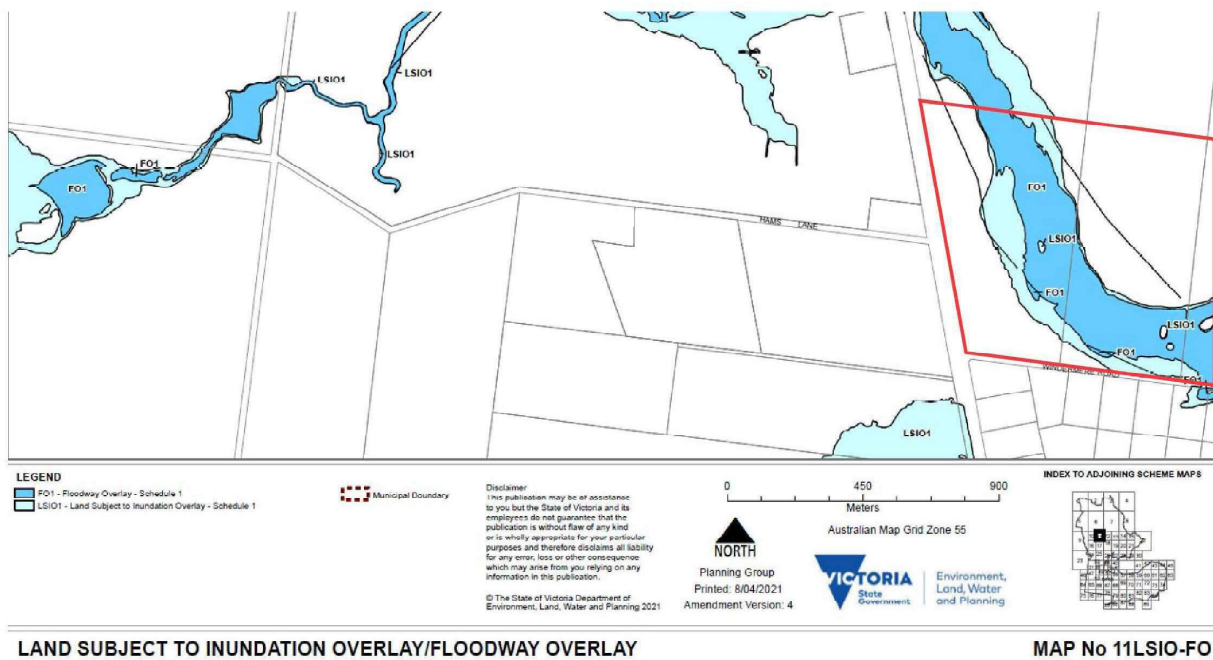 LSIO1
LSIO1
LSIO1
FO1
FO1
HAMS LANE
FO1
LSIO1
FO1
LSIO1
FO1
FO1
WINDERMERE ROAD
LSIO1
LEGEND
FO1 - Floodway Overlay - Schedule 1
LSIO1 - Land Subject to Inundation Overlay - Schedule 1
Municipal Boundary
Disclaimer
This publication may be of assistance
to you but the State of Victoria and its
employees do not guarantee that the
publication is without flaw of any kind
or is wholly appropriate for your particular
purposes and therefore disclaims all liability
for any error, loss or other consequence
which may arise from you relying on any
information in this publication.
© The State of Victoria Department of
Environment, Land, Water and Planning 2021
0 450 900
Meters
Australian Map Grid Zone 55
NORTH
Planning Group
Printed: 8/04/2021
Amendment Version: 4
VICTORIA
State
Government
Environment,
Land, Water
and Planning
INDEX TO ADJOINING SCHEME MAPS
LAND SUBJECT TO INUNDATION OVERLAY/FLOODWAY OVERLAY
MAP No 11LSIO-FO